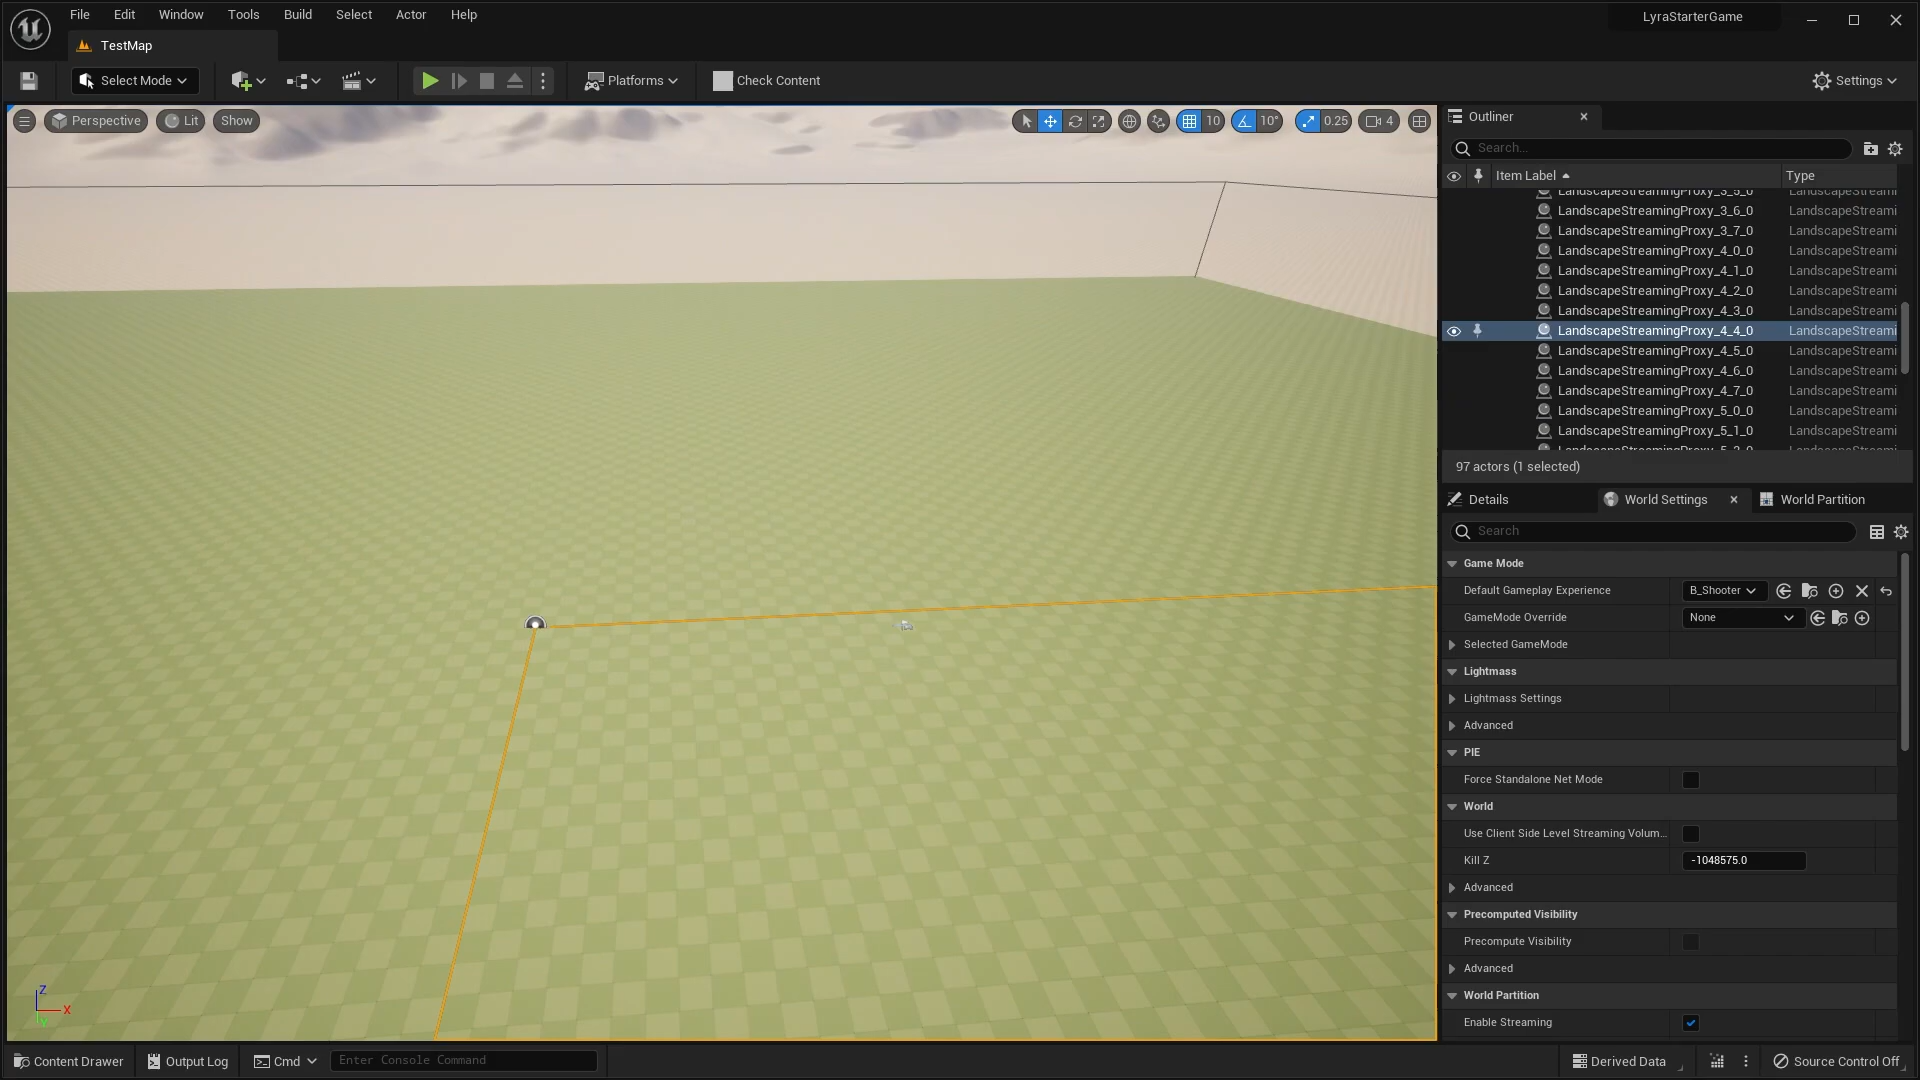 File Edit Window Tools Build Select Actor Help
LyraStarterGame
TestMap
Select Mode
Platforms
Check Content
Settings
Perspective
Lit
Show
10
10°
0.25
4
Outliner
Search...
Item Label
Type
LandscapeStreamingProxy_3_5_0 LandscapeStreami
LandscapeStreamingProxy_3_6_0 LandscapeStreami
LandscapeStreamingProxy_3_7_0 LandscapeStreami
LandscapeStreamingProxy_4_0_0 LandscapeStreami
LandscapeStreamingProxy_4_1_0 LandscapeStreami
LandscapeStreamingProxy_4_2_0 LandscapeStreami
LandscapeStreamingProxy_4_3_0 LandscapeStreami
LandscapeStreamingProxy_4_4_0 LandscapeStreami
LandscapeStreamingProxy_4_5_0 LandscapeStreami
LandscapeStreamingProxy_4_6_0 LandscapeStreami
LandscapeStreamingProxy_4_7_0 LandscapeStreami
LandscapeStreamingProxy_5_0_0 LandscapeStreami
LandscapeStreamingProxy_5_1_0 LandscapeStreami
97 actors (1 selected)
Details
World Settings
World Partition
Search
Game Mode
Default Gameplay Experience B_Shooter
GameMode Override None
Selected GameMode
Lightmass
Lightmass Settings
Advanced
PIE
Force Standalone Net Mode
World
Use Client Side Level Streaming Volum...
Kill Z -1048575.0
Advanced
Precomputed Visibility
Precompute Visibility
Advanced
World Partition
Enable Streaming
Z
X
Y
Content Drawer
Output Log
Cmd
Enter Console Command
Derived Data
Source Control Off